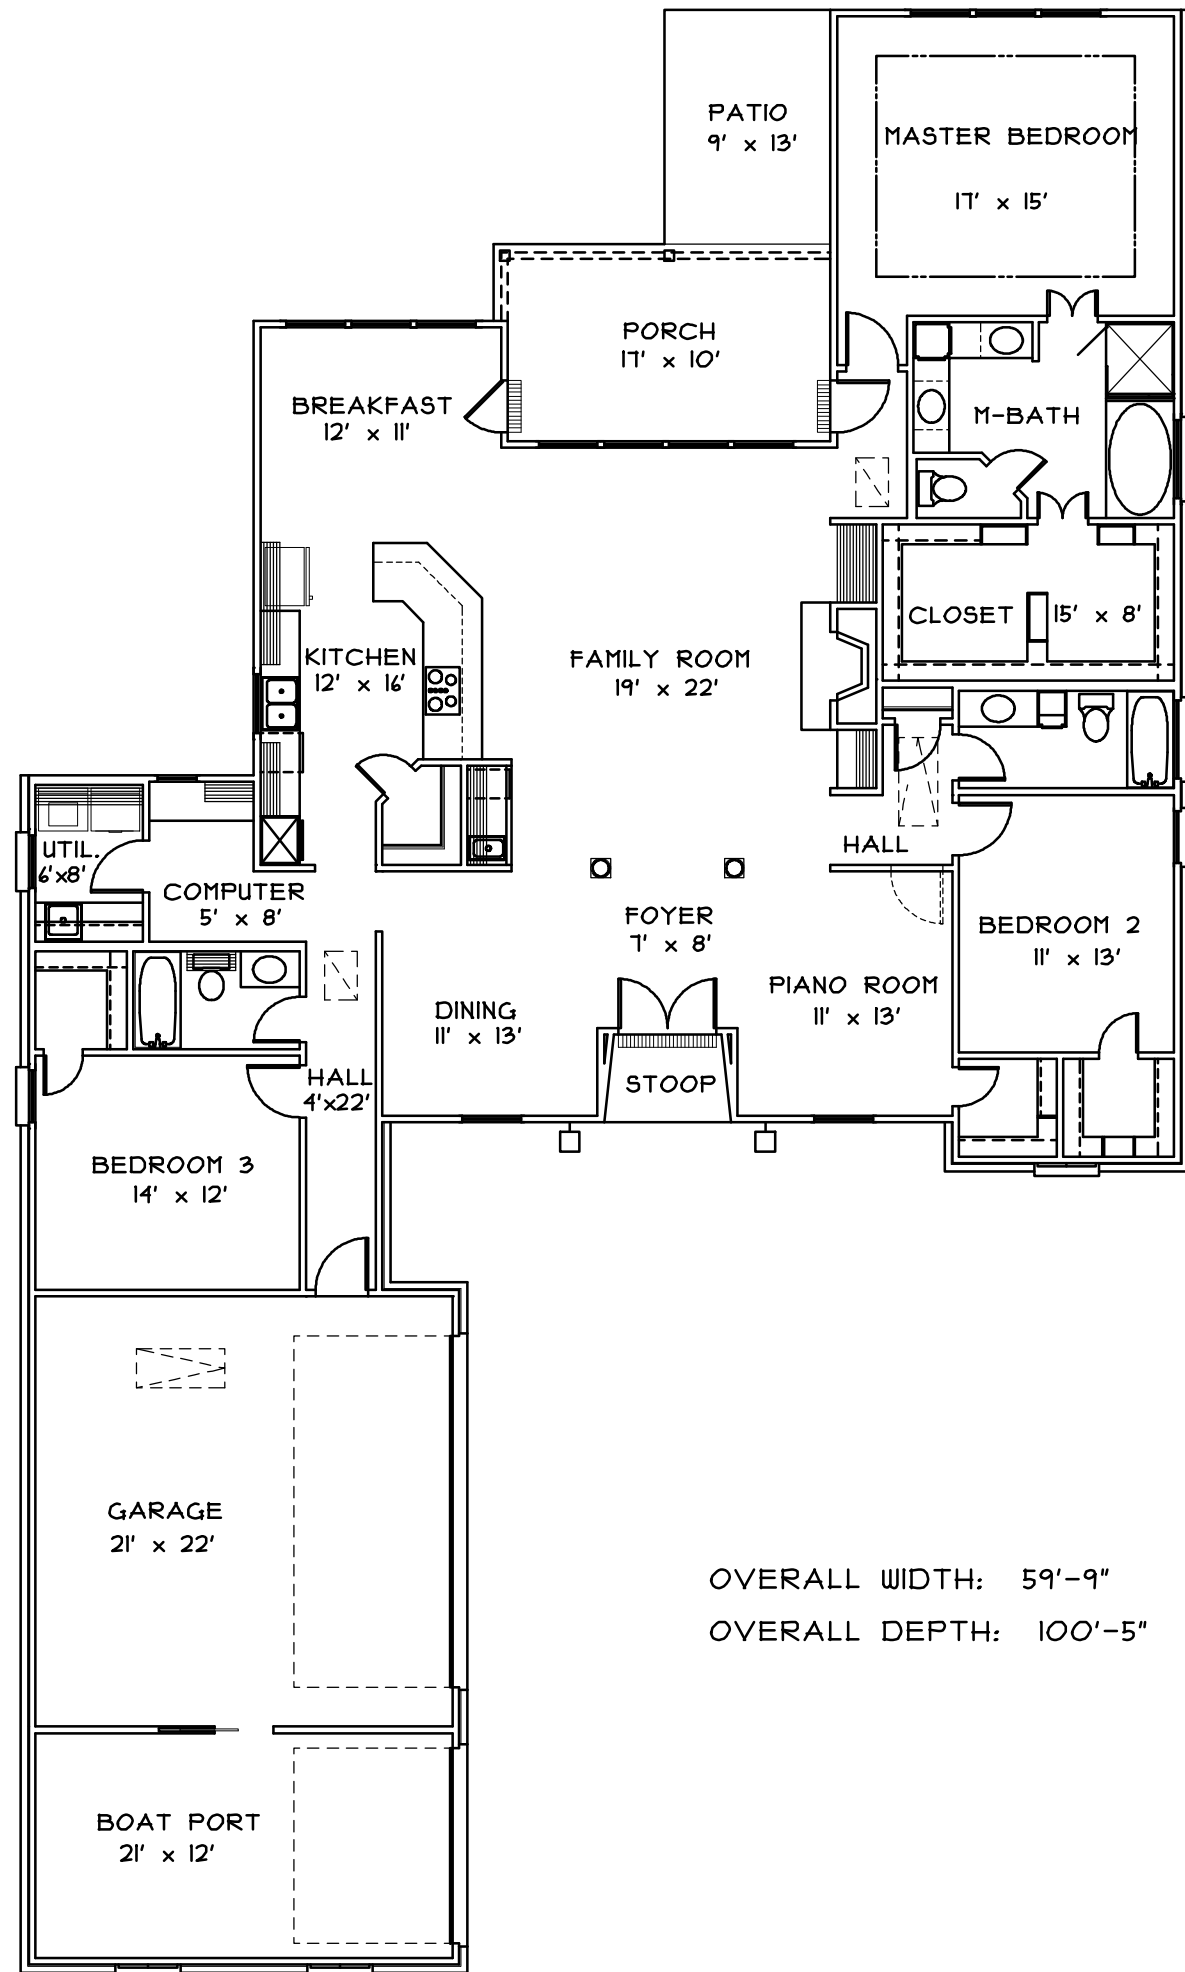 PATIO
9' x 13'
MASTER BEDROOM
17' x 15'
PORCH
17' x 10'
BREAKFAST
12' x 11'
M-BATH
CLOSET 15' x 8'
KITCHEN
12' x 16'
FAMILY ROOM
19' x 22'
UTIL.
6'x8'
HALL
COMPUTER
5' x 8'
FOYER
7' x 8'
BEDROOM 2
11' x 13'
PIANO ROOM
11' x 13'
DINING
11' x 13'
HALL
4'x22'
STOOP
BEDROOM 3
14' x 12'
GARAGE
21' x 22'
OVERALL WIDTH: 59'-9"
OVERALL DEPTH: 100'-5"
BOAT PORT
21' x 12'